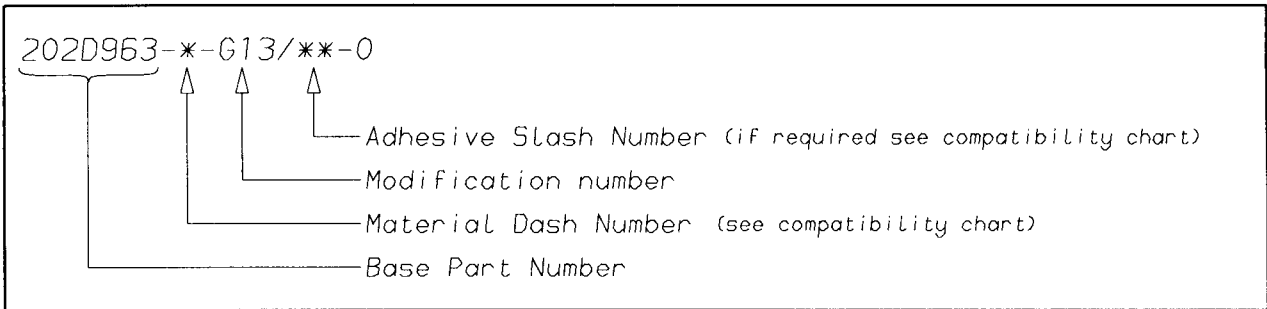 202D963-*-G13/**-0
Adhesive Slash Number (if required see compatibility chart)
Modification number
Material Dash Number (see compatibility chart)
Base Part Number